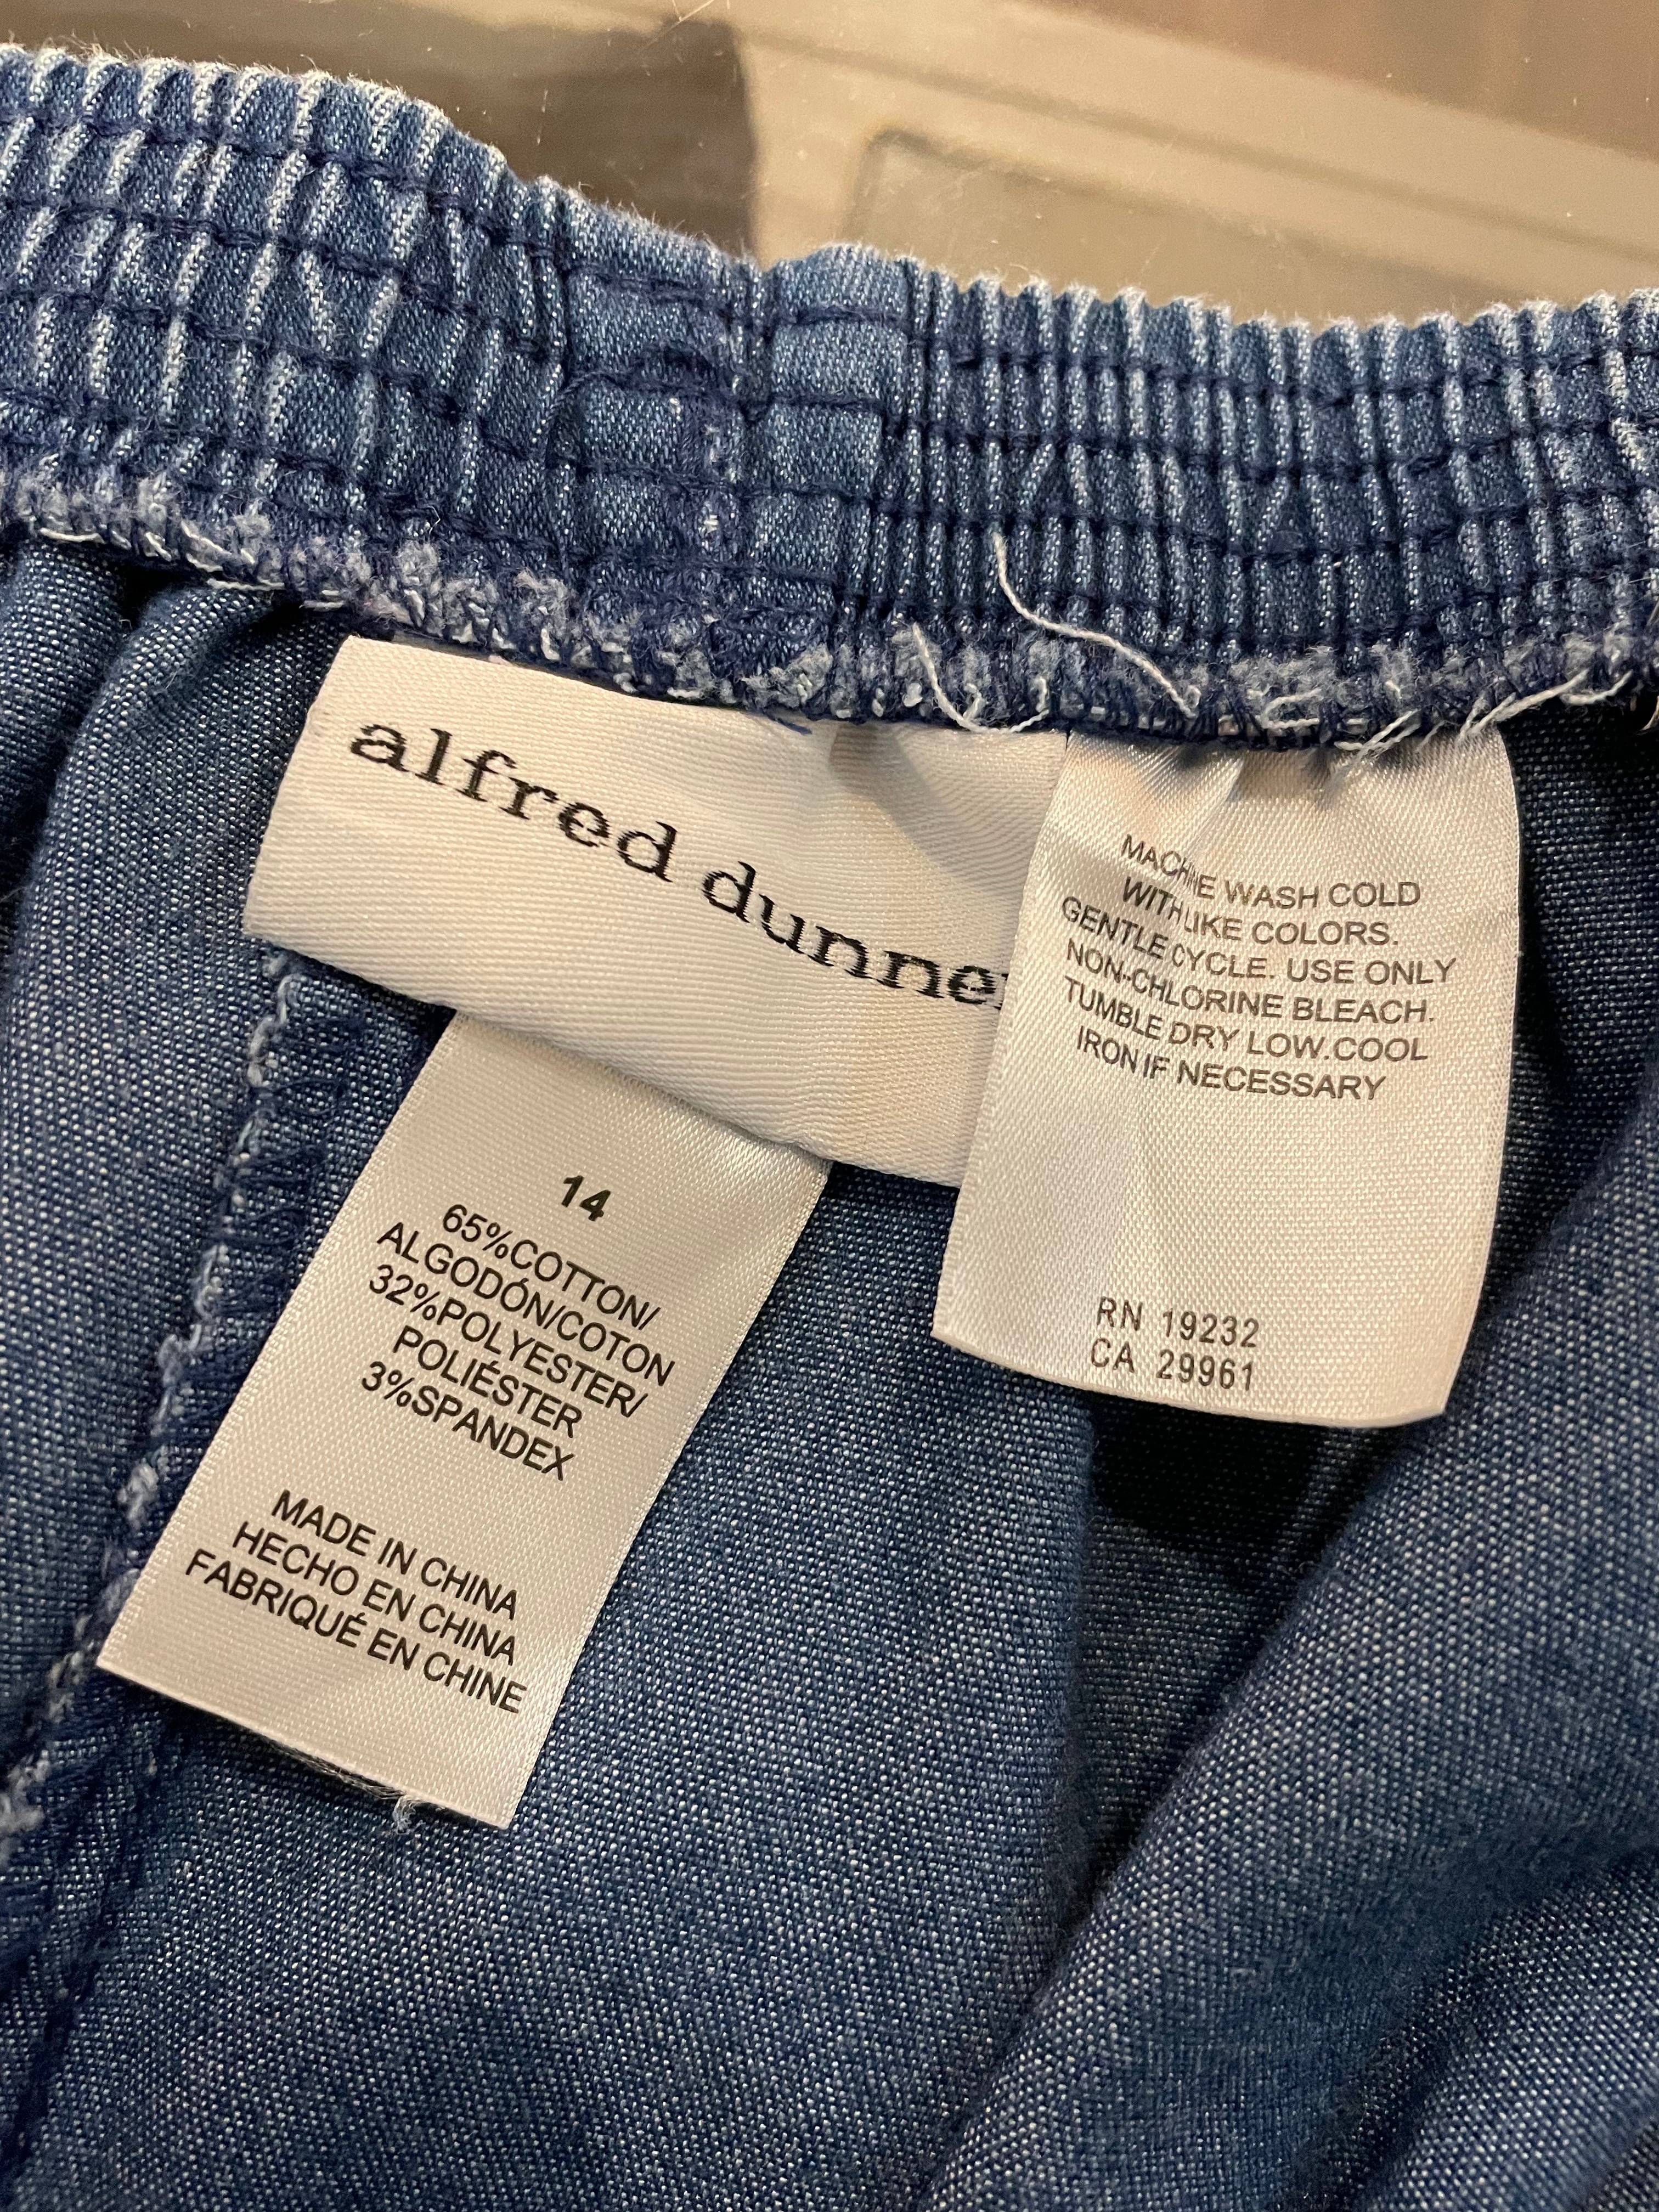 alfred dunner
MACHINE WASH COLD
WITH LIKE COLORS.
GENTLE CYCLE. USE ONLY
NON-CHLORINE BLEACH.
TUMBLE DRY LOW.COOL
IRON IF NECESSARY
RN 19232
CA 29961
14
65%COTTON/
ALGODÓN/COTON
32%POLYESTER/
POLIÉSTER
3%SPANDEX
MADE IN CHINA
HECHO EN CHINA
FABRIQUÉ EN CHINE